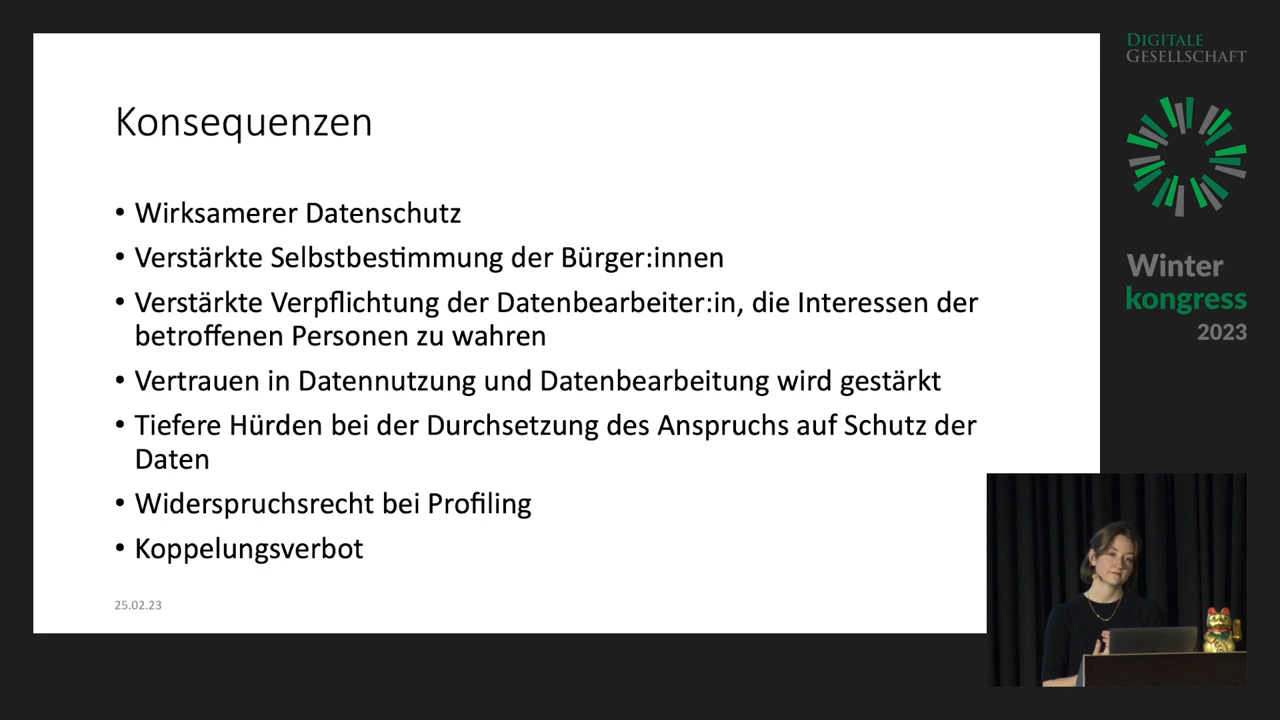 Konsequenzen
• Wirksamerer Datenschutz
• Verstärkte Selbstbestimmung der Bürger:innen
• Verstärkte Verpflichtung der Datenbearbeiter:in, die Interessen der
betroffenen Personen zu wahren
• Vertrauen in Datennutzung und Datenbearbeitung wird gestärkt
• Tiefere Hürden bei der Durchsetzung des Anspruchs auf Schutz der
Daten
• Widerspruchsrecht bei Profiling
• Koppelungsverbot
25.02.23
DIGITALE
GESELLSCHAFT
Winter
kongress
2023